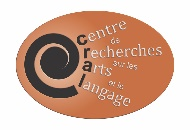 centre
de
recherches
sur les
arts
et le
langage